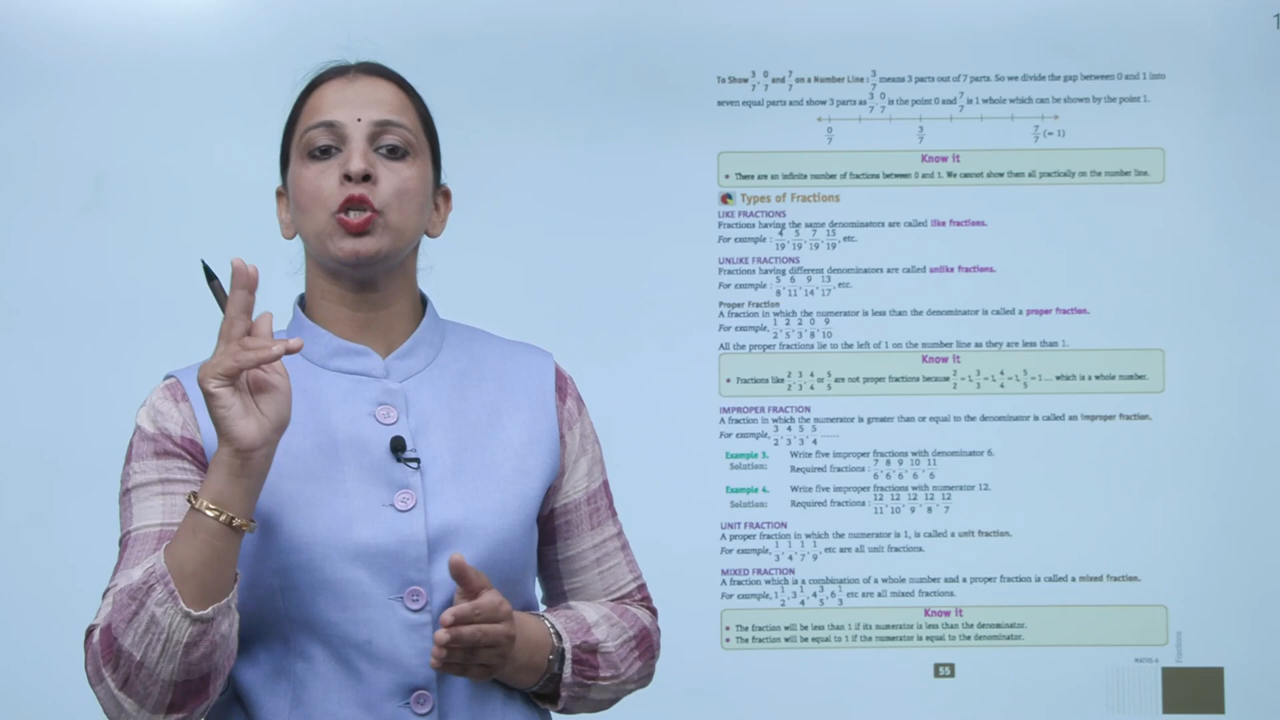 1
To Show 3/7, 0/7 and 7/7 on a Number Line : 3/7 means 3 parts out of 7 parts. So we divide the gap between 0 and 1 into
seven equal parts and show 3 parts as 3/7. 0/7 is the point 0 and 7/7 is 1 whole which can be shown by the point 1.
0/7 3/7 7/7 (= 1)
Know it
• There are an infinite number of fractions between 0 and 1. We cannot show them all practically on the number line.
Types of Fractions
LIKE FRACTIONS
Fractions having the same denominators are called like fractions.
For example : 4/19, 5/19, 7/19, 15/19, etc.
UNLIKE FRACTIONS
Fractions having different denominators are called unlike fractions.
For example : 5/8, 6/11, 9/14, 13/17, etc.
Proper Fraction
A fraction in which the numerator is less than the denominator is called a proper fraction.
For example, 1/2, 2/5, 2/3, 0/8, 9/10
All the proper fractions lie to the left of 1 on the number line as they are less than 1.
Know it
• Fractions like 2/2, 3/3, 4/4 or 5/5 are not proper fractions because 2/2 = 1, 3/3 = 1, 4/4 = 1, 5/5 = 1 ... which is a whole number.
IMPROPER FRACTION
A fraction in which the numerator is greater than or equal to the denominator is called an improper fraction.
For example, 3/2, 4/3, 5/3, 5/4 ......
Example 3. Write five improper fractions with denominator 6.
Solution: Required fractions : 7/6, 8/6, 9/6, 10/6, 11/6
Example 4. Write five improper fractions with numerator 12.
Solution: Required fractions : 12/11, 12/10, 12/9, 12/8, 12/7
UNIT FRACTION
A proper fraction in which the numerator is 1, is called a unit fraction.
For example, 1/3, 1/4, 1/7, 1/9, etc are all unit fractions.
MIXED FRACTION
A fraction which is a combination of a whole number and a proper fraction is called a mixed fraction.
For example, 1 1/2, 3 1/4, 4 3/5, 6 1/3 etc are all mixed fractions.
Know it
• The fraction will be less than 1 if its numerator is less than the denominator.
• The fraction will be equal to 1 if the numerator is equal to the denominator.
55
MATHS-6
Fractions